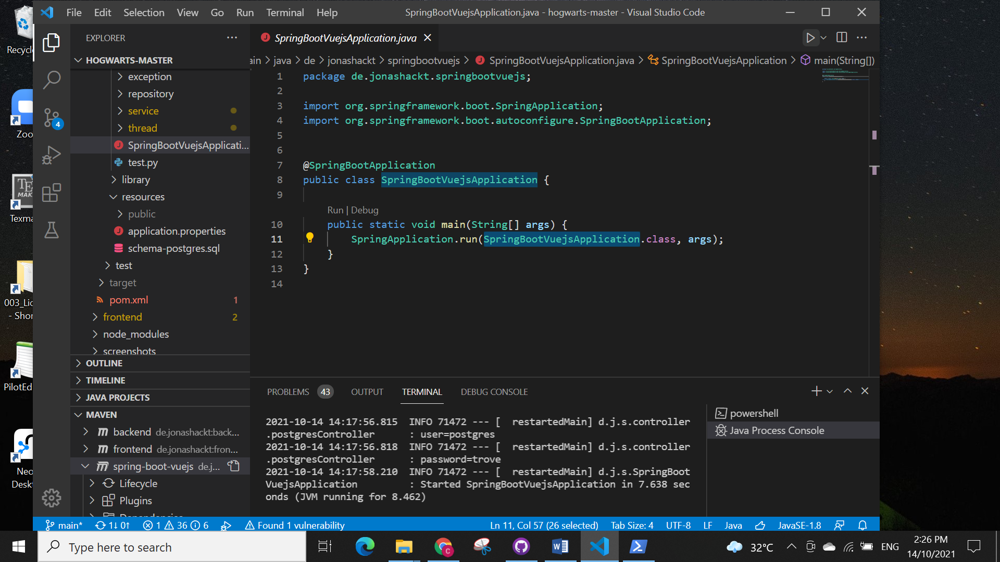 File Edit Selection View Go Run Terminal Help
SpringBootVuejsApplication.java - hogwarts-master - Visual Studio Code
EXPLORER
SpringBootVuejsApplication.java
HOGWARTS-MASTER
ain > java > de > jonashackt > springbootvuejs > SpringBootVuejsApplication.java > SpringBootVuejsApplication > main(String[])
exception
repository
service
thread
SpringBootVuejsApplicati...
test.py
library
resources
public
application.properties
schema-postgres.sql
test
target
pom.xml 1
frontend 2
node_modules
screenshots
OUTLINE
TIMELINE
JAVA PROJECTS
MAVEN
backend de.jonashackt:back...
frontend de.jonashackt:fron...
spring-boot-vuejs de.j...
Lifecycle
Plugins
Dependencies
4
1 package de.jonashackt.springbootvuejs;
2
3 import org.springframework.boot.SpringApplication;
4 import org.springframework.boot.autoconfigure.SpringBootApplication;
5
6
7 @SpringBootApplication
8 public class SpringBootVuejsApplication {
9
Run | Debug
10 public static void main(String[] args) {
11 SpringApplication.run(SpringBootVuejsApplication.class, args);
12 }
13 }
14
PROBLEMS 43 OUTPUT TERMINAL DEBUG CONSOLE
2021-10-14 14:17:56.815 INFO 71472 --- [ restartedMain] d.j.s.controller
.postgresController : user=postgres
2021-10-14 14:17:56.818 INFO 71472 --- [ restartedMain] d.j.s.controller
.postgresController : password=trove
2021-10-14 14:17:58.210 INFO 71472 --- [ restartedMain] d.j.s.SpringBoot
VuejsApplication : Started SpringBootVuejsApplication in 7.638 sec
onds (JVM running for 8.462)
powershell
Java Process Console
main* 1↓ 0↑ 1 36 6 Found 1 vulnerability
Ln 11, Col 57 (26 selected) Tab Size: 4 UTF-8 LF Java JavaSE-1.8
Recycl
Zoo
TEX
MAK
Texma
003_Lic
- Shor
PilotEd
Neo
Desk
Type here to search
C
32°C
ENG
2:26 PM
14/10/2021